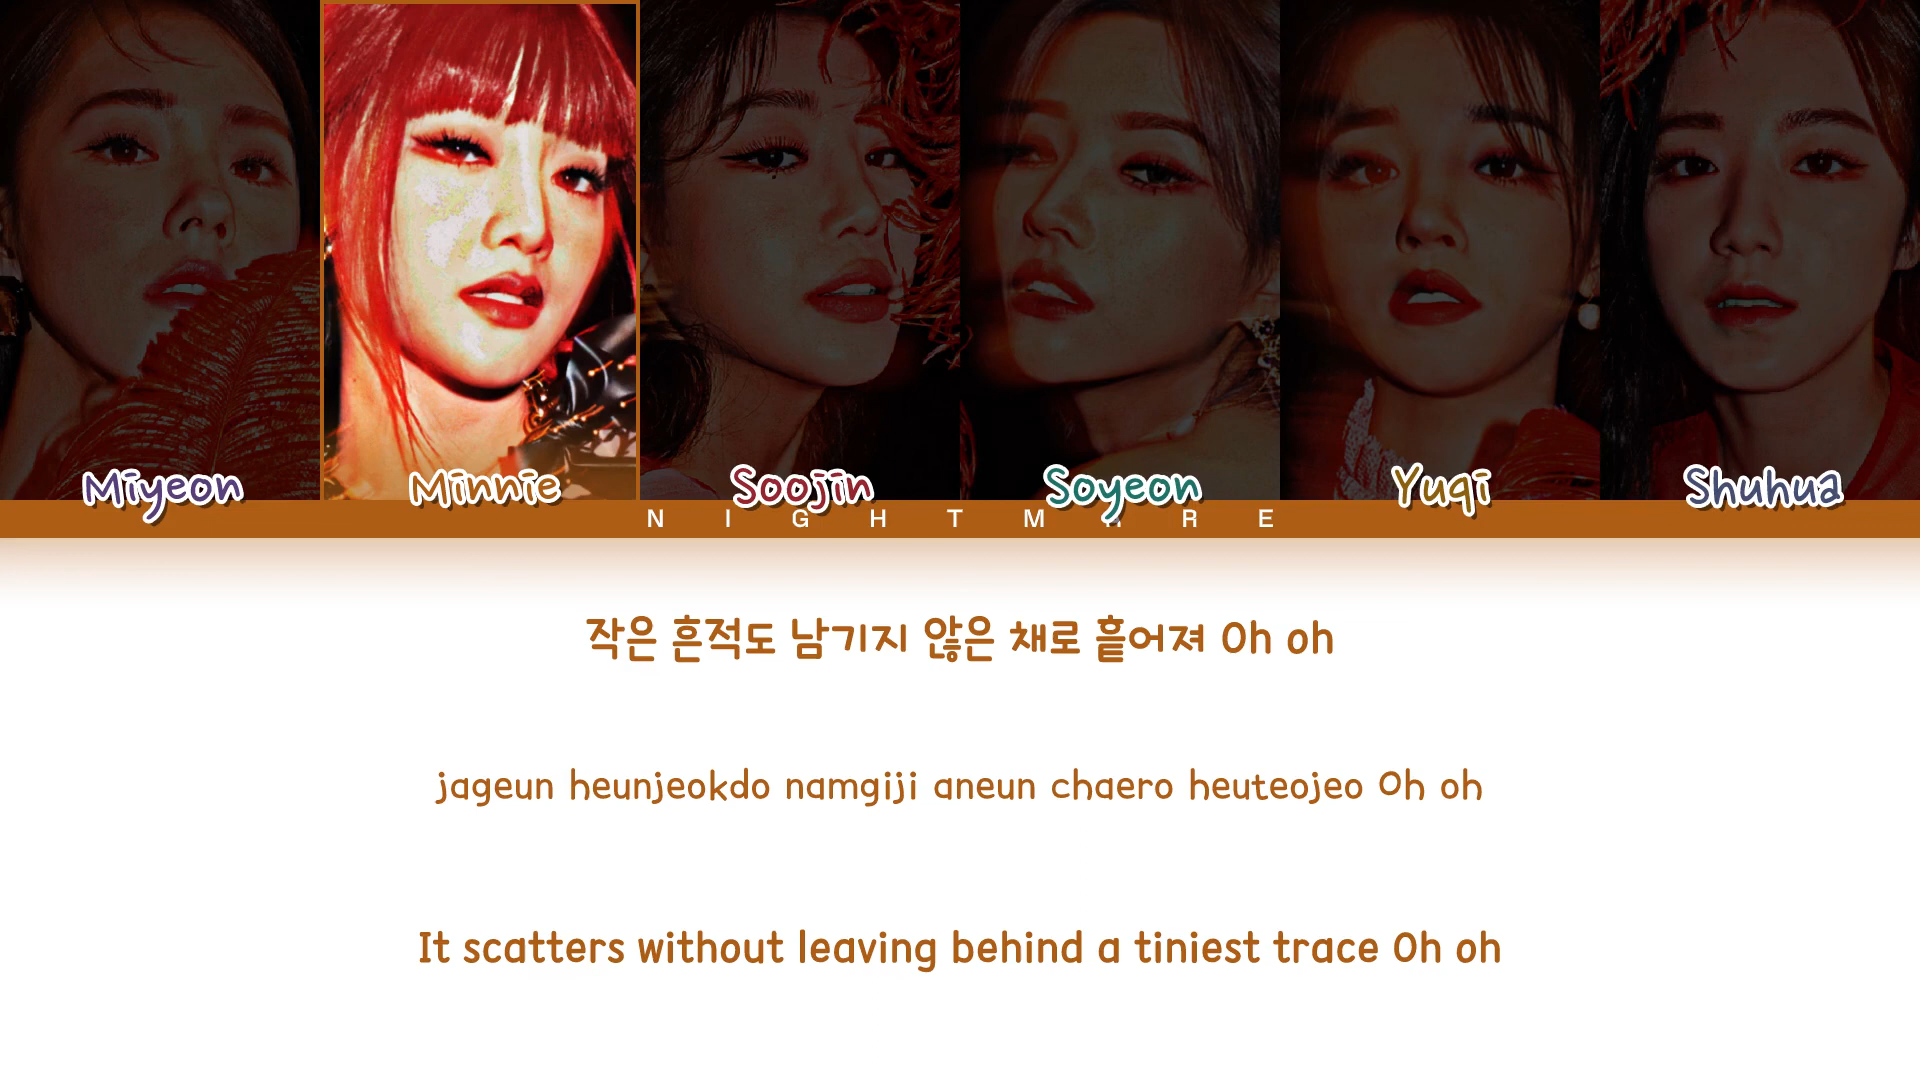 Miyeon Minnie Soojin Soyeon Yuqi Shuhua
NIGHTMARE
작은 흔적도 남기지 않은 채로 흩어져 Oh oh
jageun heunjeokdo namgiji aneun chaero heuteojeo Oh oh
It scatters without leaving behind a tiniest trace Oh oh